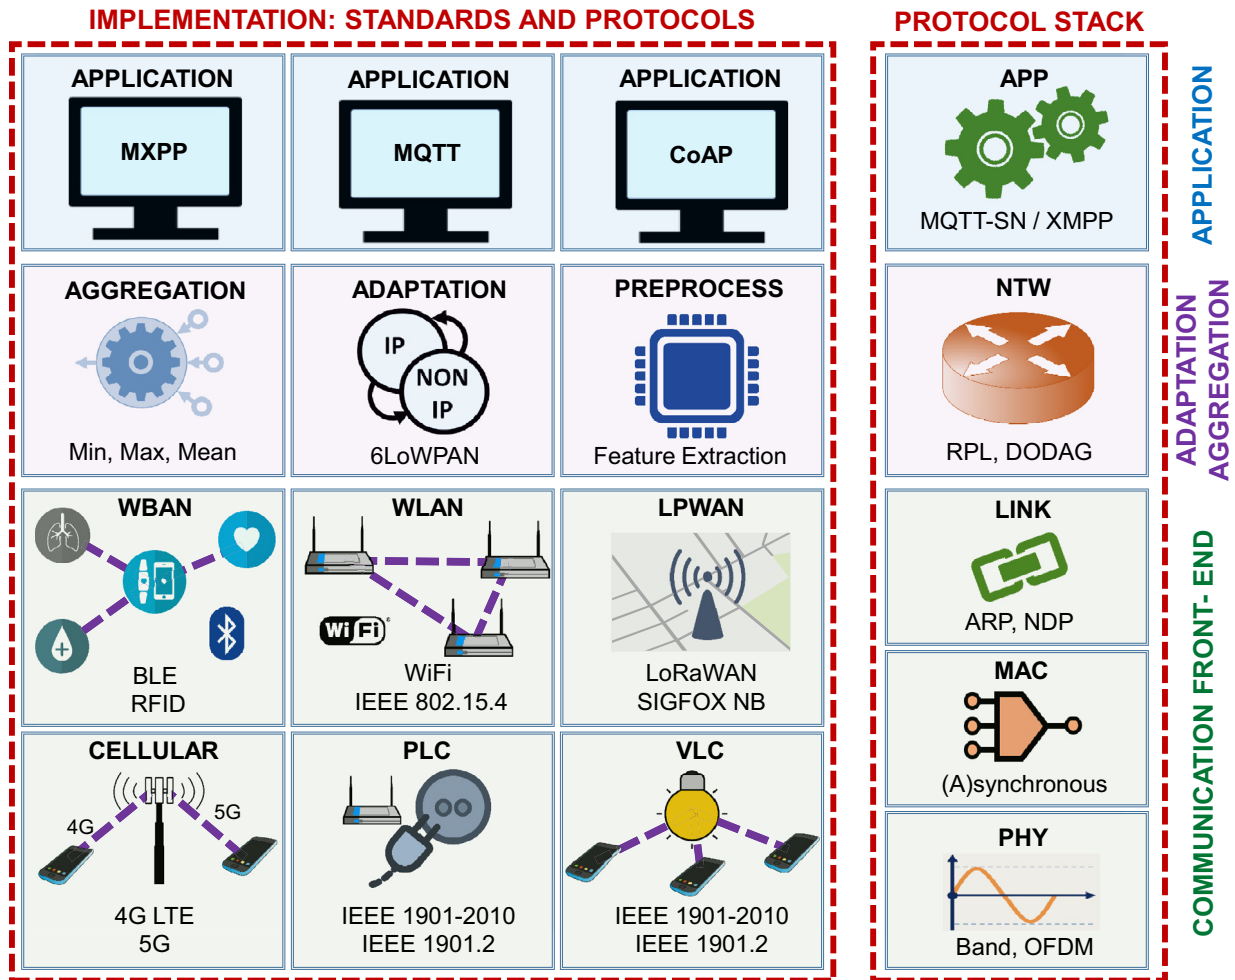 IMPLEMENTATION: STANDARDS AND PROTOCOLS
PROTOCOL STACK
APPLICATION
MXPP
APPLICATION
MQTT
APPLICATION
CoAP
APP
MQTT-SN / XMPP
APPLICATION
AGGREGATION
Min, Max, Mean
ADAPTATION
IP
NON
IP
6LoWPAN
PREPROCESS
Feature Extraction
NTW
RPL, DODAG
ADAPTATION
AGGREGATION
WBAN
BLE
RFID
WLAN
WiFi
WiFi
IEEE 802.15.4
LPWAN
LoRaWAN
SIGFOX NB
LINK
ARP, NDP
MAC
(A)synchronous
CELLULAR
4G
5G
4G LTE
5G
PLC
IEEE 1901-2010
IEEE 1901.2
VLC
IEEE 1901-2010
IEEE 1901.2
PHY
Band, OFDM
COMMUNICATION FRONT- END